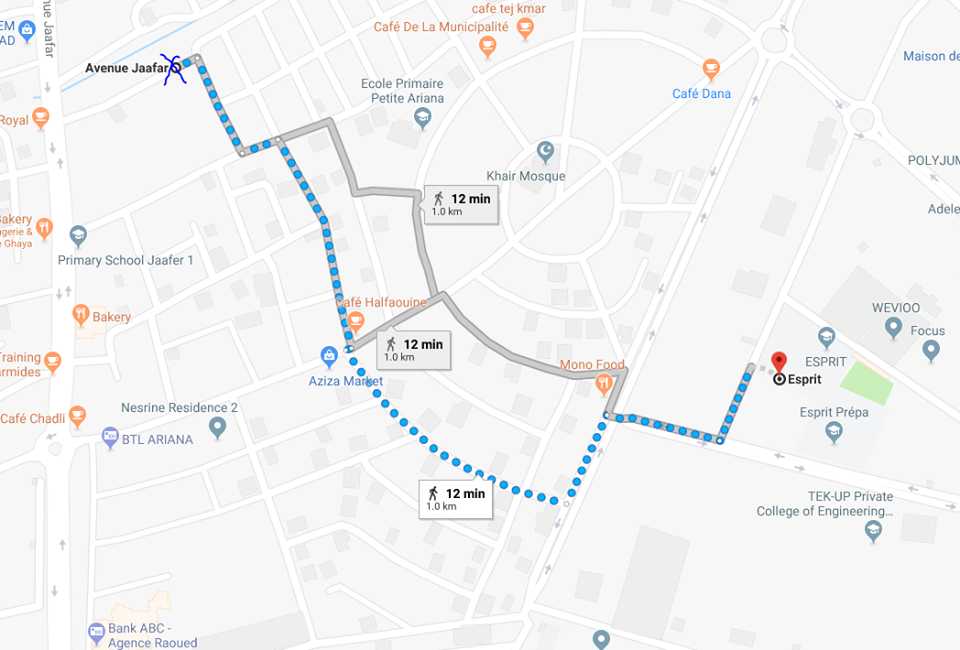 cafe tej kmar
Café De La Municipalité
EM
AD
ue Jaafar
Avenue Jaafar
Maison de
Ecole Primaire
Petite Ariana
Café Dana
Royal
Khair Mosque
POLYJUM
12 min
1.0 km
Adele
Bakery
gerie &
e Ghaya
Primary School Jaafer 1
Café Halfaouine
WEVIOO
Bakery
Focus
12 min
1.0 km
ESPRIT
Training
armides
Mono Food
Aziza Market
Esprit
Nesrine Residence 2
Esprit Prépa
Café Chadli
BTL ARIANA
12 min
1.0 km
TEK-UP Private
College of Engineering...
Avenue Jaafar
Bank ABC -
Agence Raoued